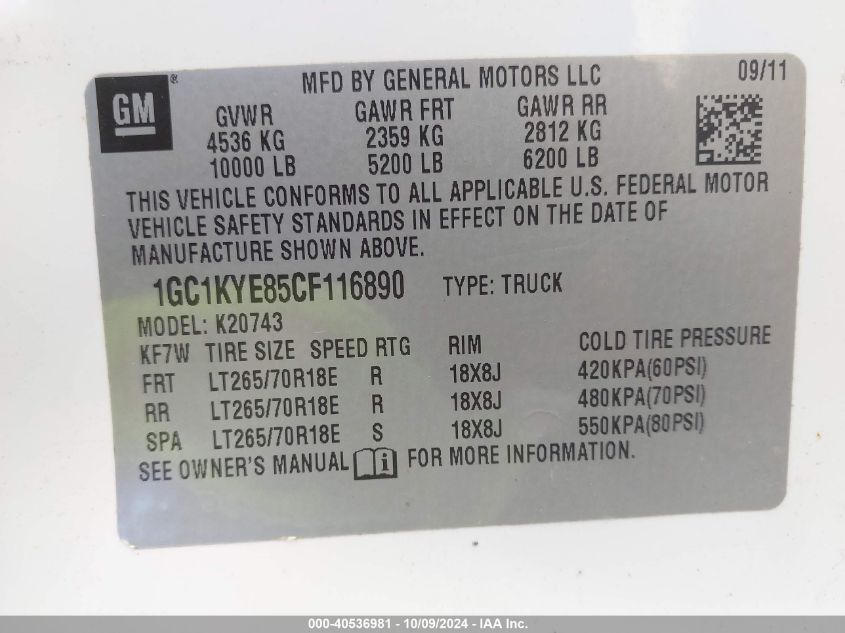 GM®
MFD BY GENERAL MOTORS LLC 09/11
GVWR GAWR FRT GAWR RR
4536 KG 2359 KG 2812 KG
10000 LB 5200 LB 6200 LB
THIS VEHICLE CONFORMS TO ALL APPLICABLE U.S. FEDERAL MOTOR
VEHICLE SAFETY STANDARDS IN EFFECT ON THE DATE OF
MANUFACTURE SHOWN ABOVE.
1GC1KYE85CF116890 TYPE: TRUCK
MODEL: K20743
KF7W TIRE SIZE SPEED RTG RIM COLD TIRE PRESSURE
FRT LT265/70R18E R 18X8J 420KPA(60PSI)
RR LT265/70R18E R 18X8J 480KPA(70PSI)
SPA LT265/70R18E S 18X8J 550KPA(80PSI)
SEE OWNER'S MANUAL i FOR MORE INFORMATION.
000-40536981 - 10/09/2024 - IAA Inc.